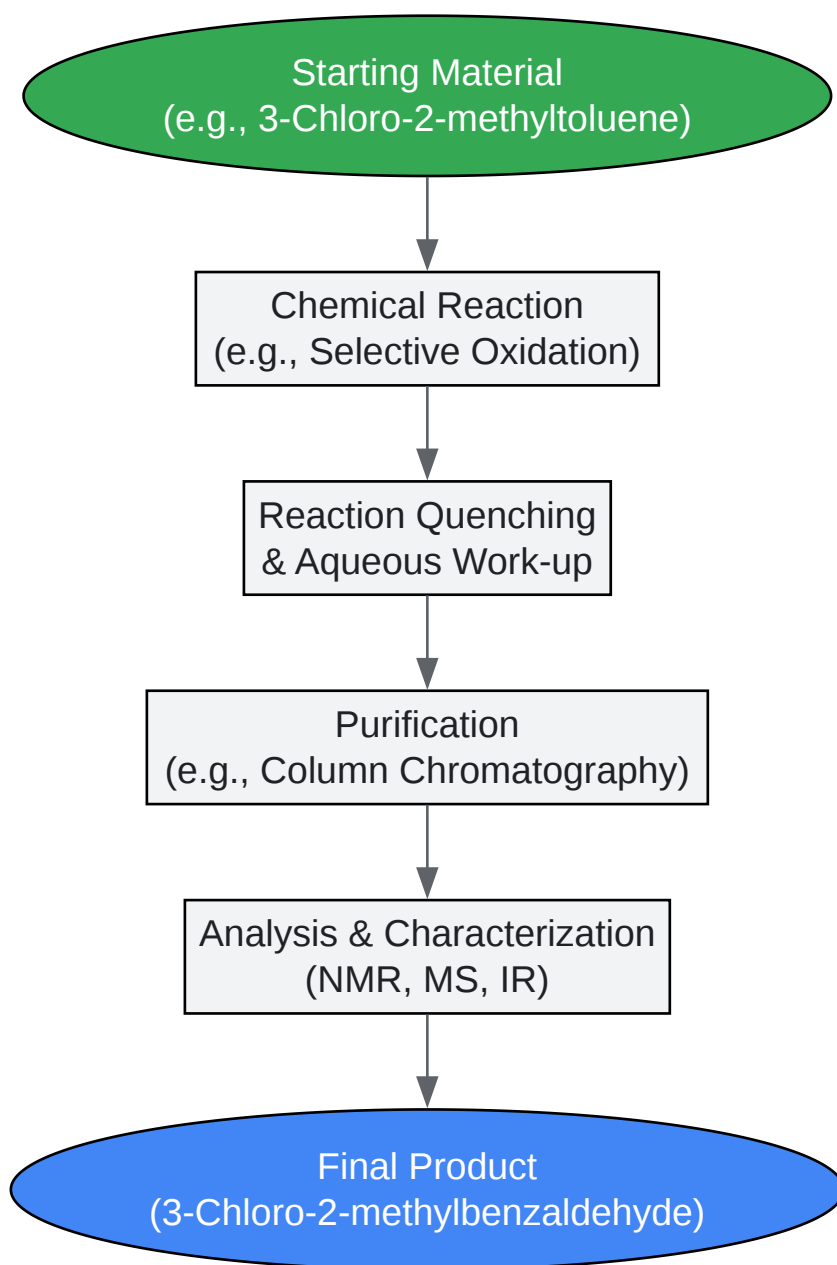 Starting Material
(e.g., 3-Chloro-2-methyltoluene)
Chemical Reaction
(e.g., Selective Oxidation)
Reaction Quenching
& Aqueous Work-up
Purification
(e.g., Column Chromatography)
Analysis & Characterization
(NMR, MS, IR)
Final Product
(3-Chloro-2-methylbenzaldehyde)